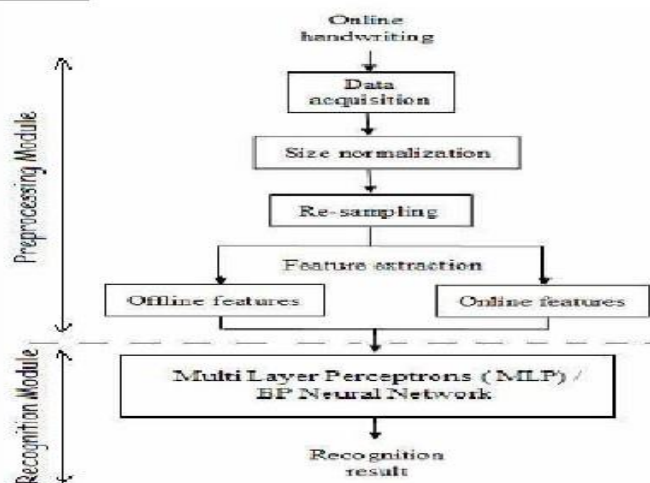 Online
handwriting
Data
acquisition
Size normalization
Re-sampling
Feature extraction
Offline features
Online features
Preprocessing Module
Multi Layer Perceptrons ( MLP) /
BP Neural Network
Recognition
result
Recognition Module